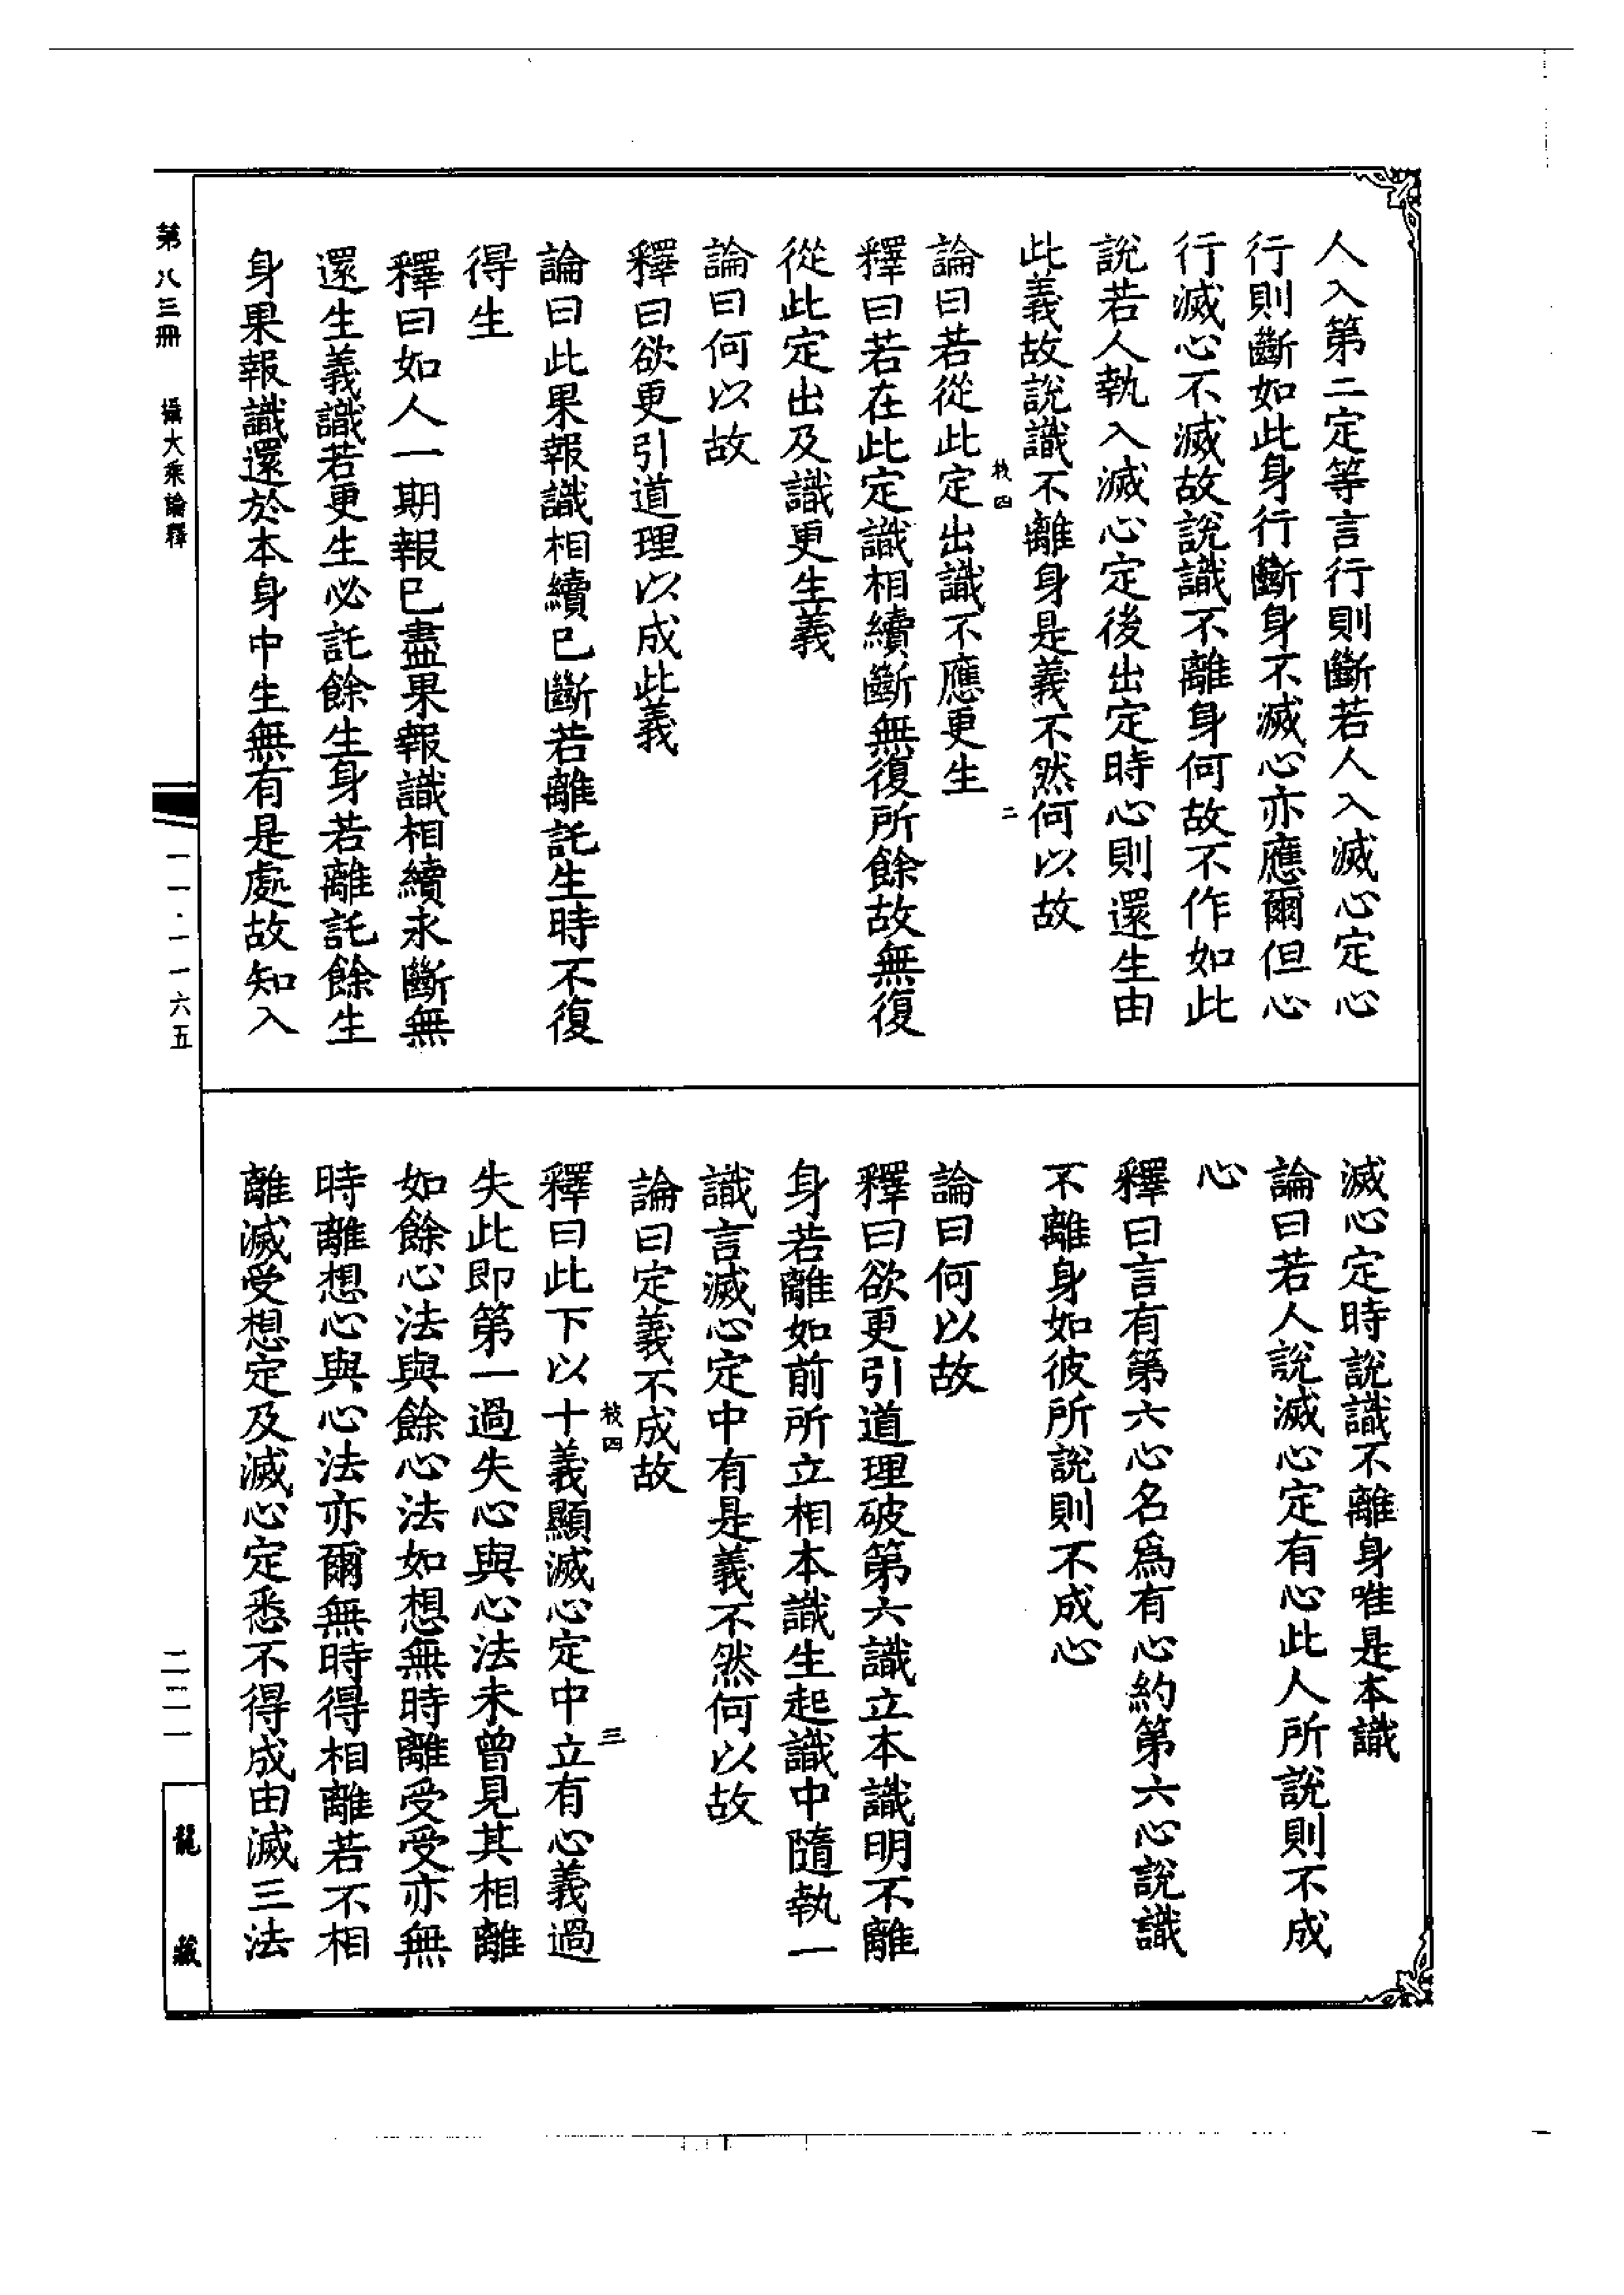 人入第二定等言行則斷若人入滅心定心
行則斷如此身行斷身不滅心亦應爾但心
行滅心不滅故說識不離身何故不作如此
說若人執入滅心定後出定時心則還生由
此義故說識不離身是義不然何以故
枝四
二
論曰若從此定出識不應更生
釋曰若在此定識相續斷無復所餘故無復
從此定出及識更生義
論曰何以故
釋曰欲更引道理以成此義
論曰此果報識相續已斷若離託生時不復
得生
釋曰如人一期報已盡果報識相續永斷無
還生義識若更生必託餘生身若離託餘生
身果報識還於本身中生無有是處故知入
滅心定時說識不離身唯是本識
論曰若人說滅心定有心此人所說則不成
心
釋曰言有第六心名為有心約第六心說識
不離身如彼所說則不成心
論曰何以故
釋曰欲更引道理破第六識立本識明不離
身若離如前所立相本識生起識中隨執一
識言滅心定中有是義不然何以故
論曰定義不成故
枝四
三
釋曰此下以十義顯滅心定中立有心義過
失此即第一過失心與心法未曾見其相離
如餘心法與餘心法如想無時離受受亦無
時離想心與心法亦爾無時得相離若不相
離滅受想定及滅心定悉不得成由滅三法
第八三冊
攝大乘論釋
一一·一一六五
二二一
龍藏